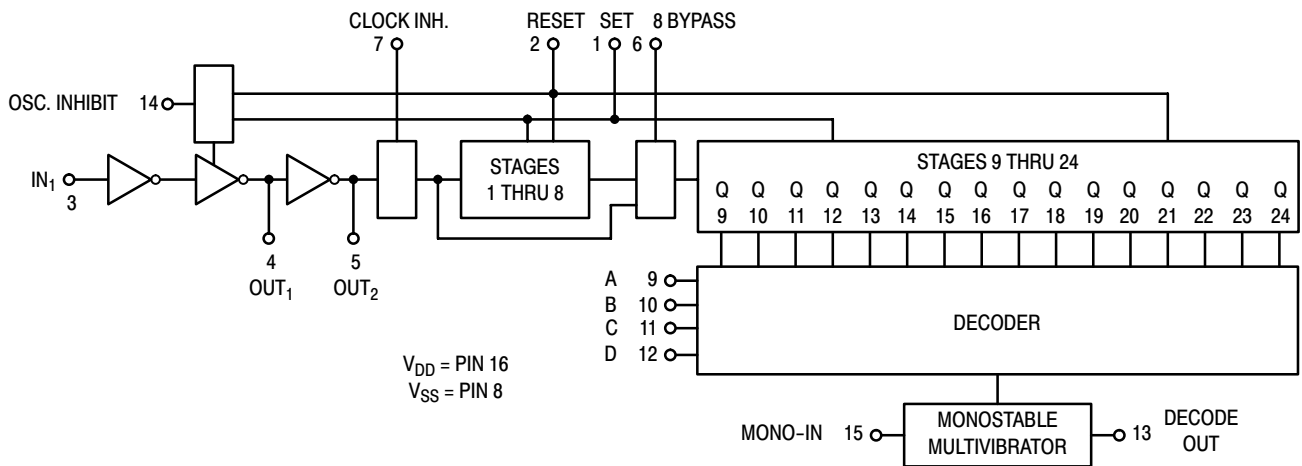 CLOCK INH.
7
RESET
2
SET
1
8 BYPASS
6
OSC. INHIBIT 14
IN1
3
STAGES
1 THRU 8
STAGES 9 THRU 24
Q Q Q Q Q Q Q Q Q Q Q Q Q Q Q Q
9 10 11 12 13 14 15 16 17 18 19 20 21 22 23 24
4
OUT1
5
OUT2
A 9
B 10
C 11
D 12
DECODER
VDD = PIN 16
VSS = PIN 8
MONO-IN 15
MONOSTABLE
MULTIVIBRATOR
13 DECODE
OUT